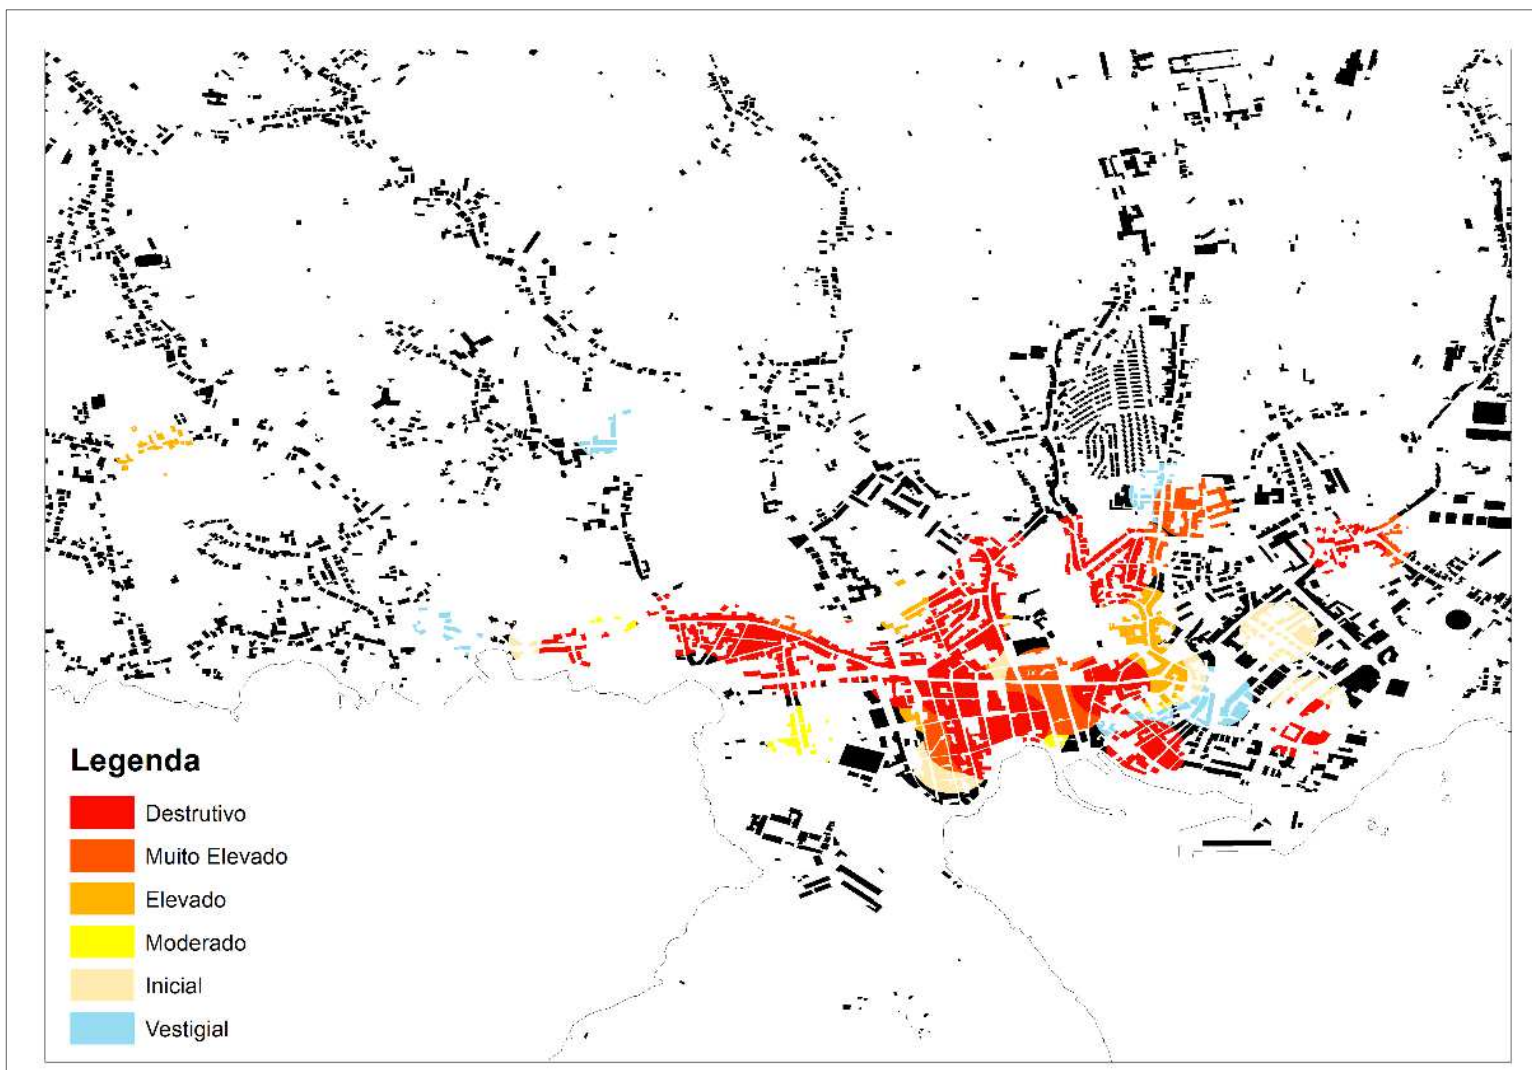 Legenda
Destrutivo
Muito Elevado
Elevado
Moderado
Inicial
Vestigial